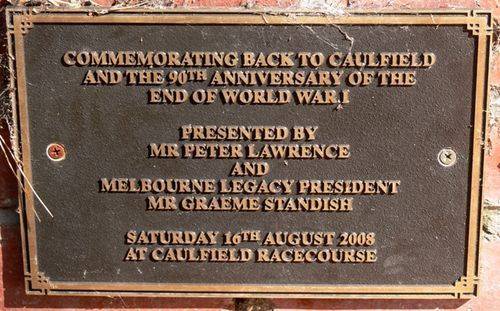 COMMEMORATING BACK TO CAULFIELD
AND THE 90TH ANNIVERSARY OF THE
END OF WORLD WAR I
PRESENTED BY
MR PETER LAWRENCE
AND
MELBOURNE LEGACY PRESIDENT
MR GRAEME STANDISH
SATURDAY 16TH AUGUST 2008
AT CAULFIELD RACECOURSE